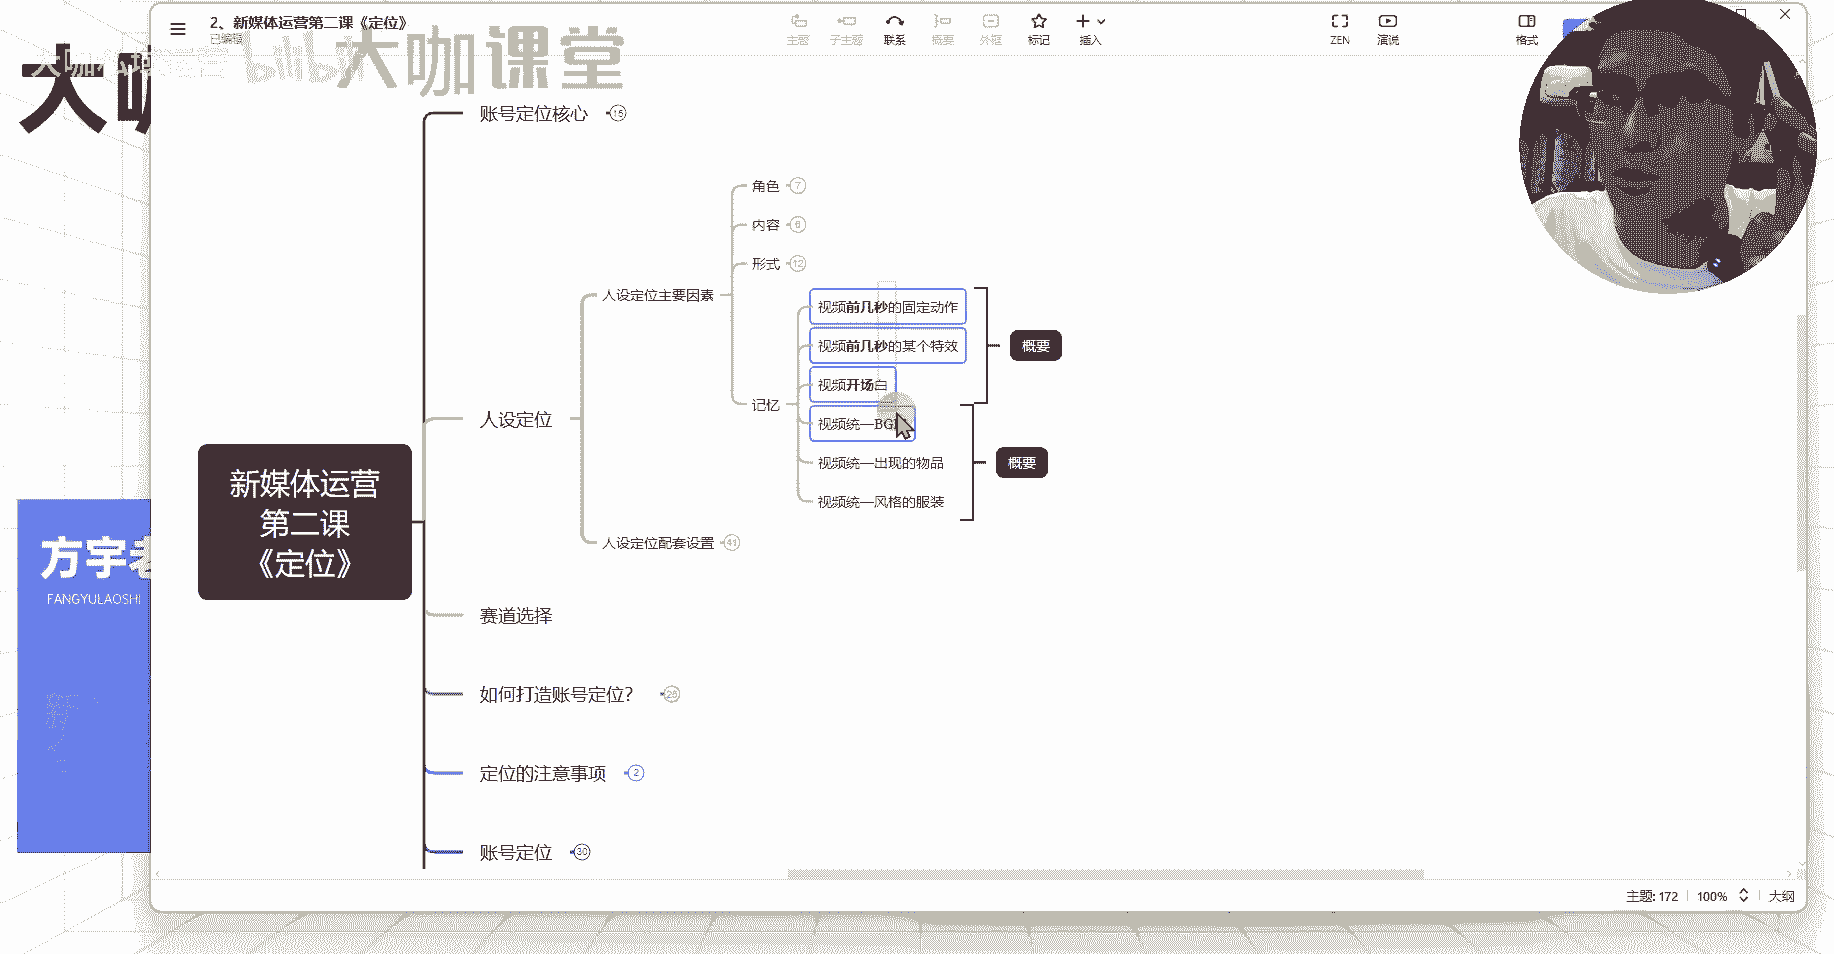 2、新媒体运营第二课《定位》
已编辑
主题
子主题
联系
概要
外框
标记
插入
ZEN
演说
格式
大咖
bilibili
大咖课堂
账号定位核心 15
角色 7
内容 6
形式 12
人设定位主要因素
视频前几秒的固定动作
视频前几秒的某个特效
概要
视频开场白
记忆
视频统一BG
人设定位
视频统一出现的物品
概要
新媒体运营
第二课
《定位》
视频统一风格的服装
人设定位配套设置 41
方宇老
FANGYULAOSHI
赛道选择
如何打造账号定位? 25
定位的注意事项 2
账号定位 30
主题: 172
100%
大纲